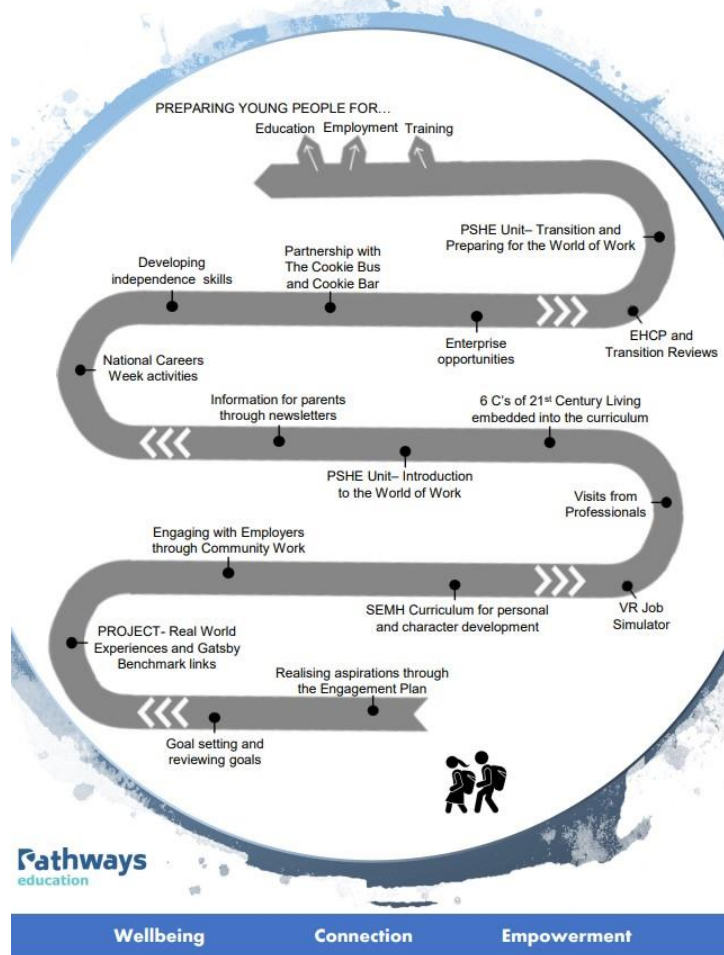 PREPARING YOUNG PEOPLE FOR…
Education Employment Training
PSHE Unit– Transition and
Preparing for the World of Work
Developing
independence skills
Partnership with
The Cookie Bus
and Cookie Bar
Enterprise
opportunities
EHCP and
Transition Reviews
National Careers
Week activities
Information for parents
through newsletters
6 C's of 21st Century Living
embedded into the curriculum
PSHE Unit– Introduction
to the World of Work
Visits from
Professionals
Engaging with Employers
through Community Work
SEMH Curriculum for personal
and character development
VR Job
Simulator
PROJECT- Real World
Experiences and Gatsby
Benchmark links
Realising aspirations through
the Engagement Plan
Goal setting and
reviewing goals
Pathways
education
Wellbeing Connection Empowerment